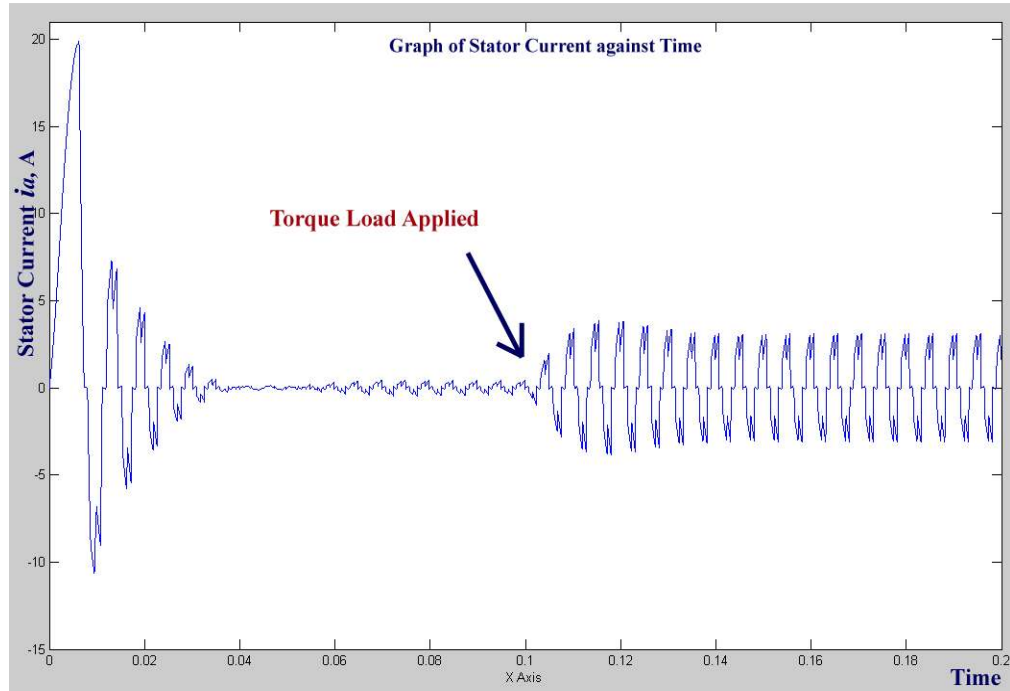 Graph of Stator Current against Time
20
15
10
5
0
-5
-10
-15
Stator Current ia, A
Torque Load Applied
0 0.02 0.04 0.06 0.08 0.1 0.12 0.14 0.16 0.18 0.2
X Axis
Time